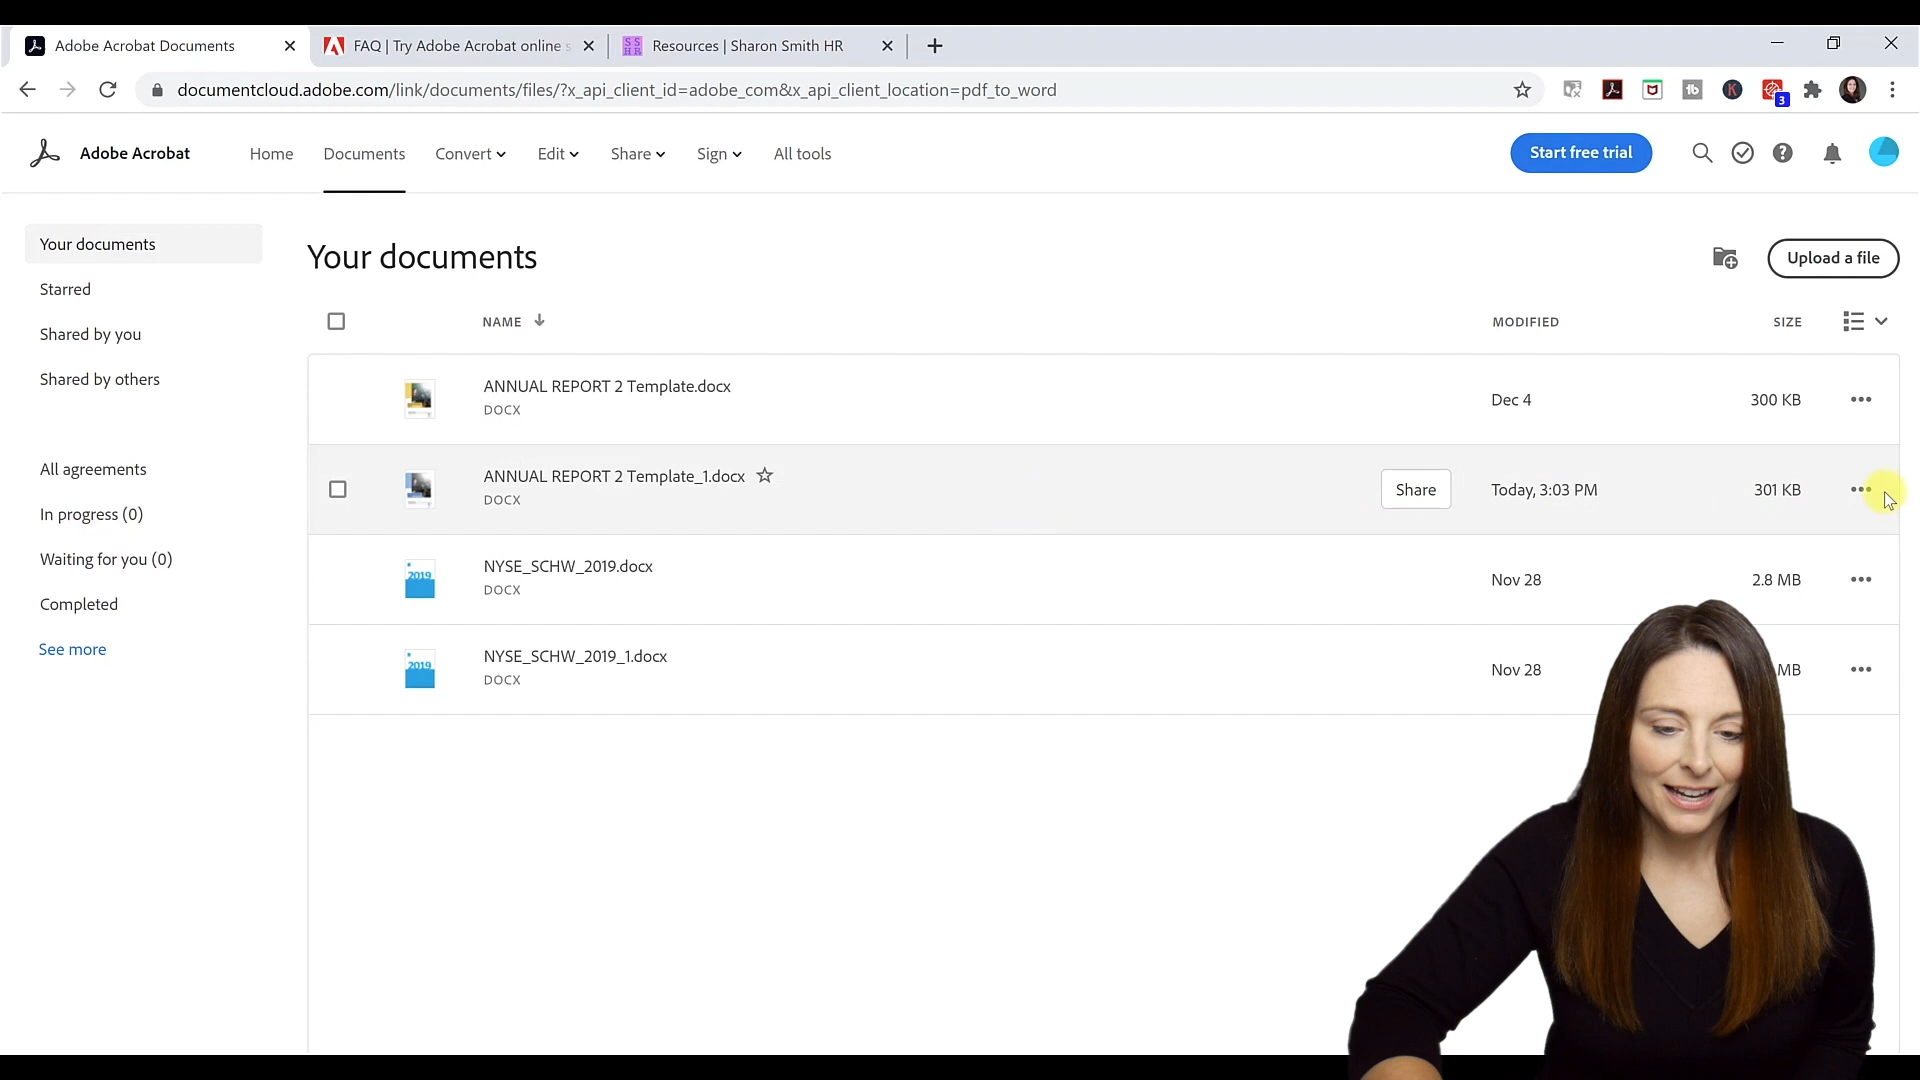 Adobe Acrobat Documents
FAQ | Try Adobe Acrobat online s
Resources | Sharon Smith HR
documentcloud.adobe.com/link/documents/files/?x_api_client_id=adobe_com&x_api_client_location=pdf_to_word
3
Adobe Acrobat
Home
Documents
Convert
Edit
Share
Sign
All tools
Start free trial
Your documents
Starred
Shared by you
Shared by others
All agreements
In progress (0)
Waiting for you (0)
Completed
See more
Your documents
Upload a file
NAME
MODIFIED
SIZE
ANNUAL REPORT 2 Template.docx
DOCX
Dec 4
300 KB
ANNUAL REPORT 2 Template_1.docx
DOCX
Share
Today, 3:03 PM
301 KB
2019
NYSE_SCHW_2019.docx
DOCX
Nov 28
2.8 MB
2019
NYSE_SCHW_2019_1.docx
DOCX
Nov 28
MB